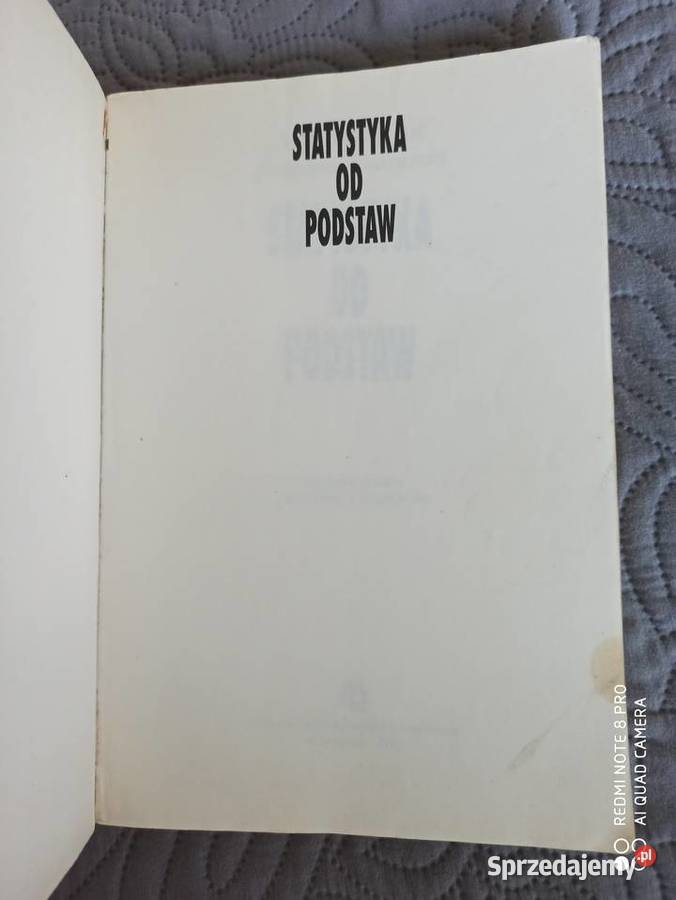 STATYSTYKA
OD
PODSTAW
REDMI NOTE 8 PRO
AI QUAD CAMERA
Sprzedajemy
.pl